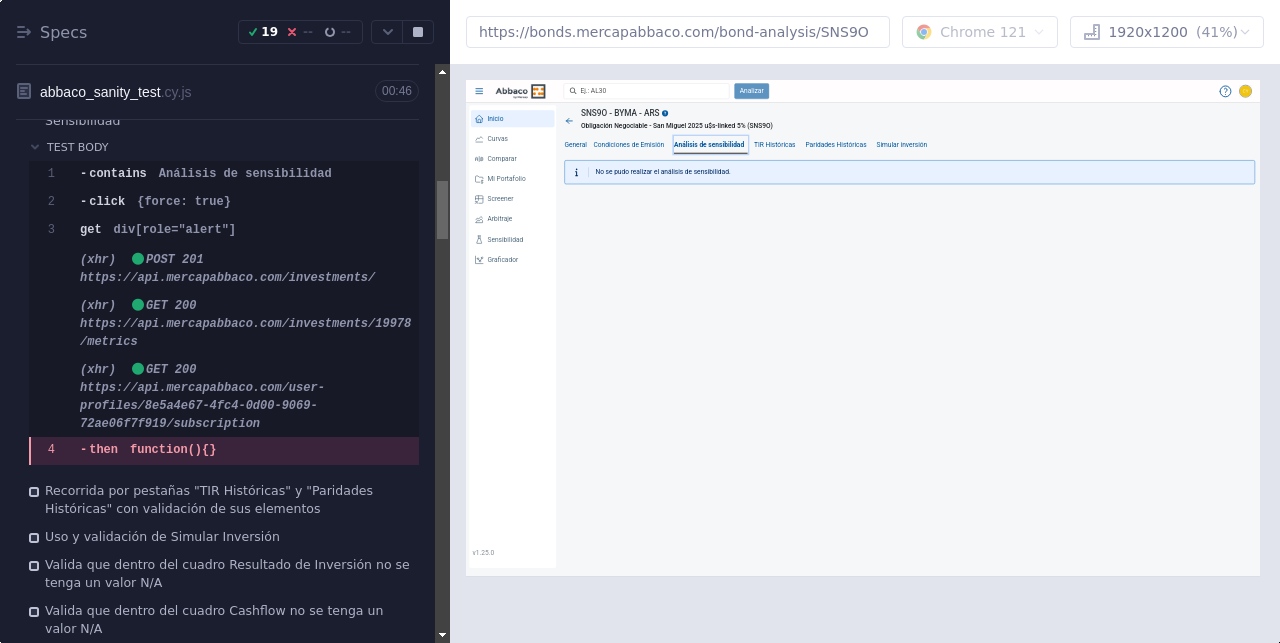 Specs
19
--
--
https://bonds.mercapabbaco.com/bond-analysis/SNS9O
Chrome 121
1920x1200 (41%)
abbaco_sanity_test.cy.js
00:46
Sensibilidad
TEST BODY
1 -contains Análisis de sensibilidad
2 -click {force: true}
3 get div[role="alert"]
(xhr) POST 201
https://api.mercapabbaco.com/investments/
(xhr) GET 200
https://api.mercapabbaco.com/investments/19978
/metrics
(xhr) GET 200
https://api.mercapabbaco.com/user-
profiles/8e5a4e67-4fc4-0d00-9069-
72ae06f7f919/subscription
4 -then function(){}
Recorrida por pestañas "TIR Históricas" y "Paridades
Históricas" con validación de sus elementos
Uso y validación de Simular Inversión
Valida que dentro del cuadro Resultado de Inversión no se
tenga un valor N/A
Valida que dentro del cuadro Cashflow no se tenga un
valor N/A
Abbaco
Ej.: AL30
Analizar
Inicio
Curvas
Comparar
Mi Portafolio
Screener
Arbitraje
Sensibilidad
Graficador
v1.25.0
SNS9O - BYMA - ARS
Obligación Negociable - San Miguel 2025 u$s-linked 5% (SNS9O)
General
Condiciones de Emisión
Análisis de sensibilidad
TIR Históricas
Paridades Históricas
Simular inversión
No se pudo realizar el análisis de sensibilidad.